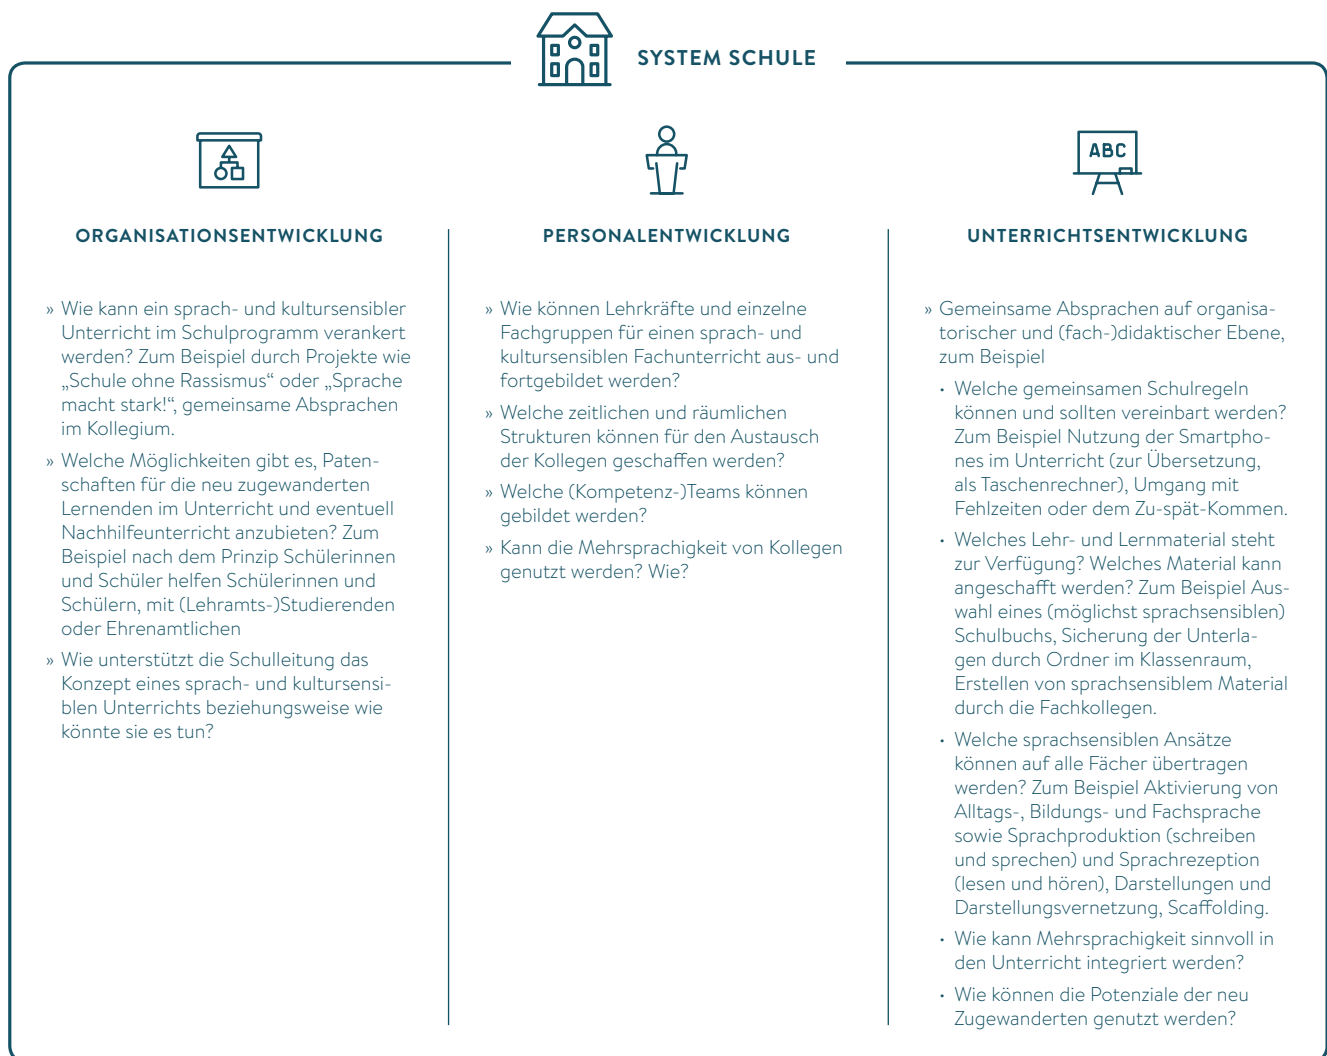 SYSTEM SCHULE
ORGANISATIONSENTWICKLUNG
» Wie kann ein sprach- und kultursensibler
Unterricht im Schulprogramm verankert
werden? Zum Beispiel durch Projekte wie
„Schule ohne Rassismus“ oder „Sprache
macht stark!“, gemeinsame Absprachen
im Kollegium.
» Welche Möglichkeiten gibt es, Paten-
schaften für die neu zugewanderten
Lernenden im Unterricht und eventuell
Nachhilfeunterricht anzubieten? Zum
Beispiel nach dem Prinzip Schülerinnen
und Schüler helfen Schülerinnen und
Schülern, mit (Lehramts-)Studierenden
oder Ehrenamtlichen
» Wie unterstützt die Schulleitung das
Konzept eines sprach- und kultursensi-
blen Unterrichts beziehungsweise wie
könnte sie es tun?
PERSONALENTWICKLUNG
» Wie können Lehrkräfte und einzelne
Fachgruppen für einen sprach- und
kultursensiblen Fachunterricht aus- und
fortgebildet werden?
» Welche zeitlichen und räumlichen
Strukturen können für den Austausch
der Kollegen geschaffen werden?
» Welche (Kompetenz-)Teams können
gebildet werden?
» Kann die Mehrsprachigkeit von Kollegen
genutzt werden? Wie?
ABC
UNTERRICHTSENTWICKLUNG
» Gemeinsame Absprachen auf organisa-
torischer und (fach-)didaktischer Ebene,
zum Beispiel
• Welche gemeinsamen Schulregeln
können und sollten vereinbart werden?
Zum Beispiel Nutzung der Smartpho-
nes im Unterricht (zur Übersetzung,
als Taschenrechner), Umgang mit
Fehlzeiten oder dem Zu-spät-Kommen.
• Welches Lehr- und Lernmaterial steht
zur Verfügung? Welches Material kann
angeschafft werden? Zum Beispiel Aus-
wahl eines (möglichst sprachsensiblen)
Schulbuchs, Sicherung der Unterla-
gen durch Ordner im Klassenraum,
Erstellen von sprachsensiblem Material
durch die Fachkollegen.
• Welche sprachsensiblen Ansätze
können auf alle Fächer übertragen
werden? Zum Beispiel Aktivierung von
Alltags-, Bildungs- und Fachsprache
sowie Sprachproduktion (schreiben
und sprechen) und Sprachrezeption
(lesen und hören), Darstellungen und
Darstellungsvernetzung, Scaffolding.
• Wie kann Mehrsprachigkeit sinnvoll in
den Unterricht integriert werden?
• Wie können die Potenziale der neu
Zugewanderten genutzt werden?